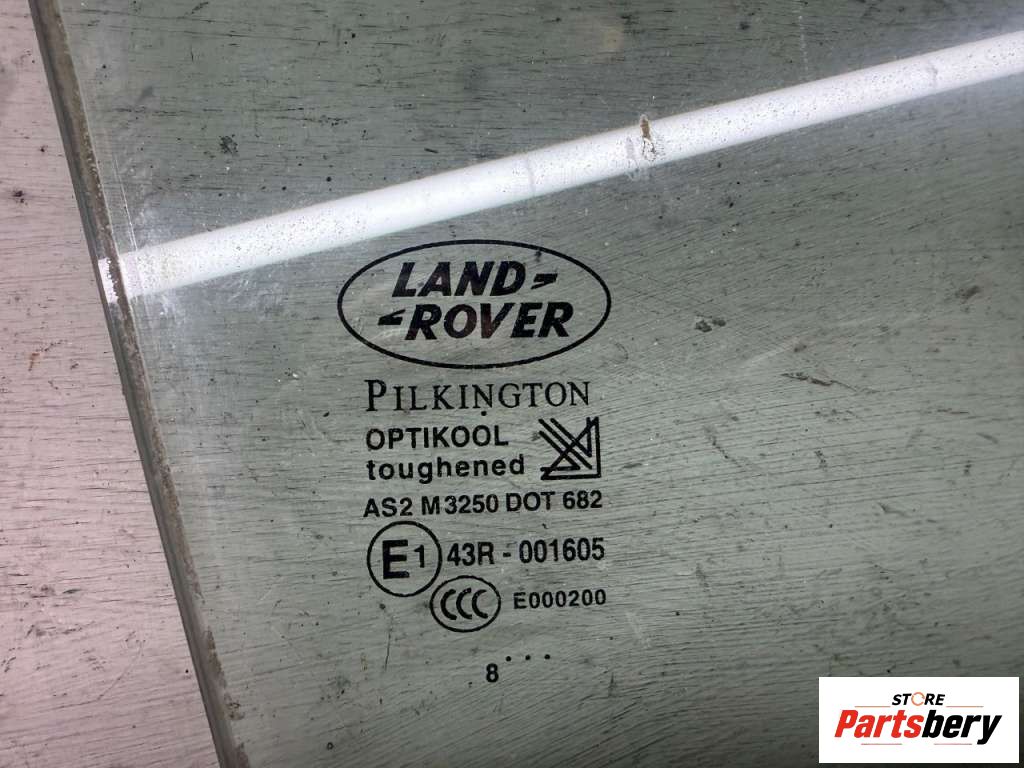 LAND
ROVER
PILKINGTON
OPTIKOOL
toughened
AS2 M3250 DOT 682
E1 43R - 001605
CCC E000200
8 . . .
STORE
Partsbery